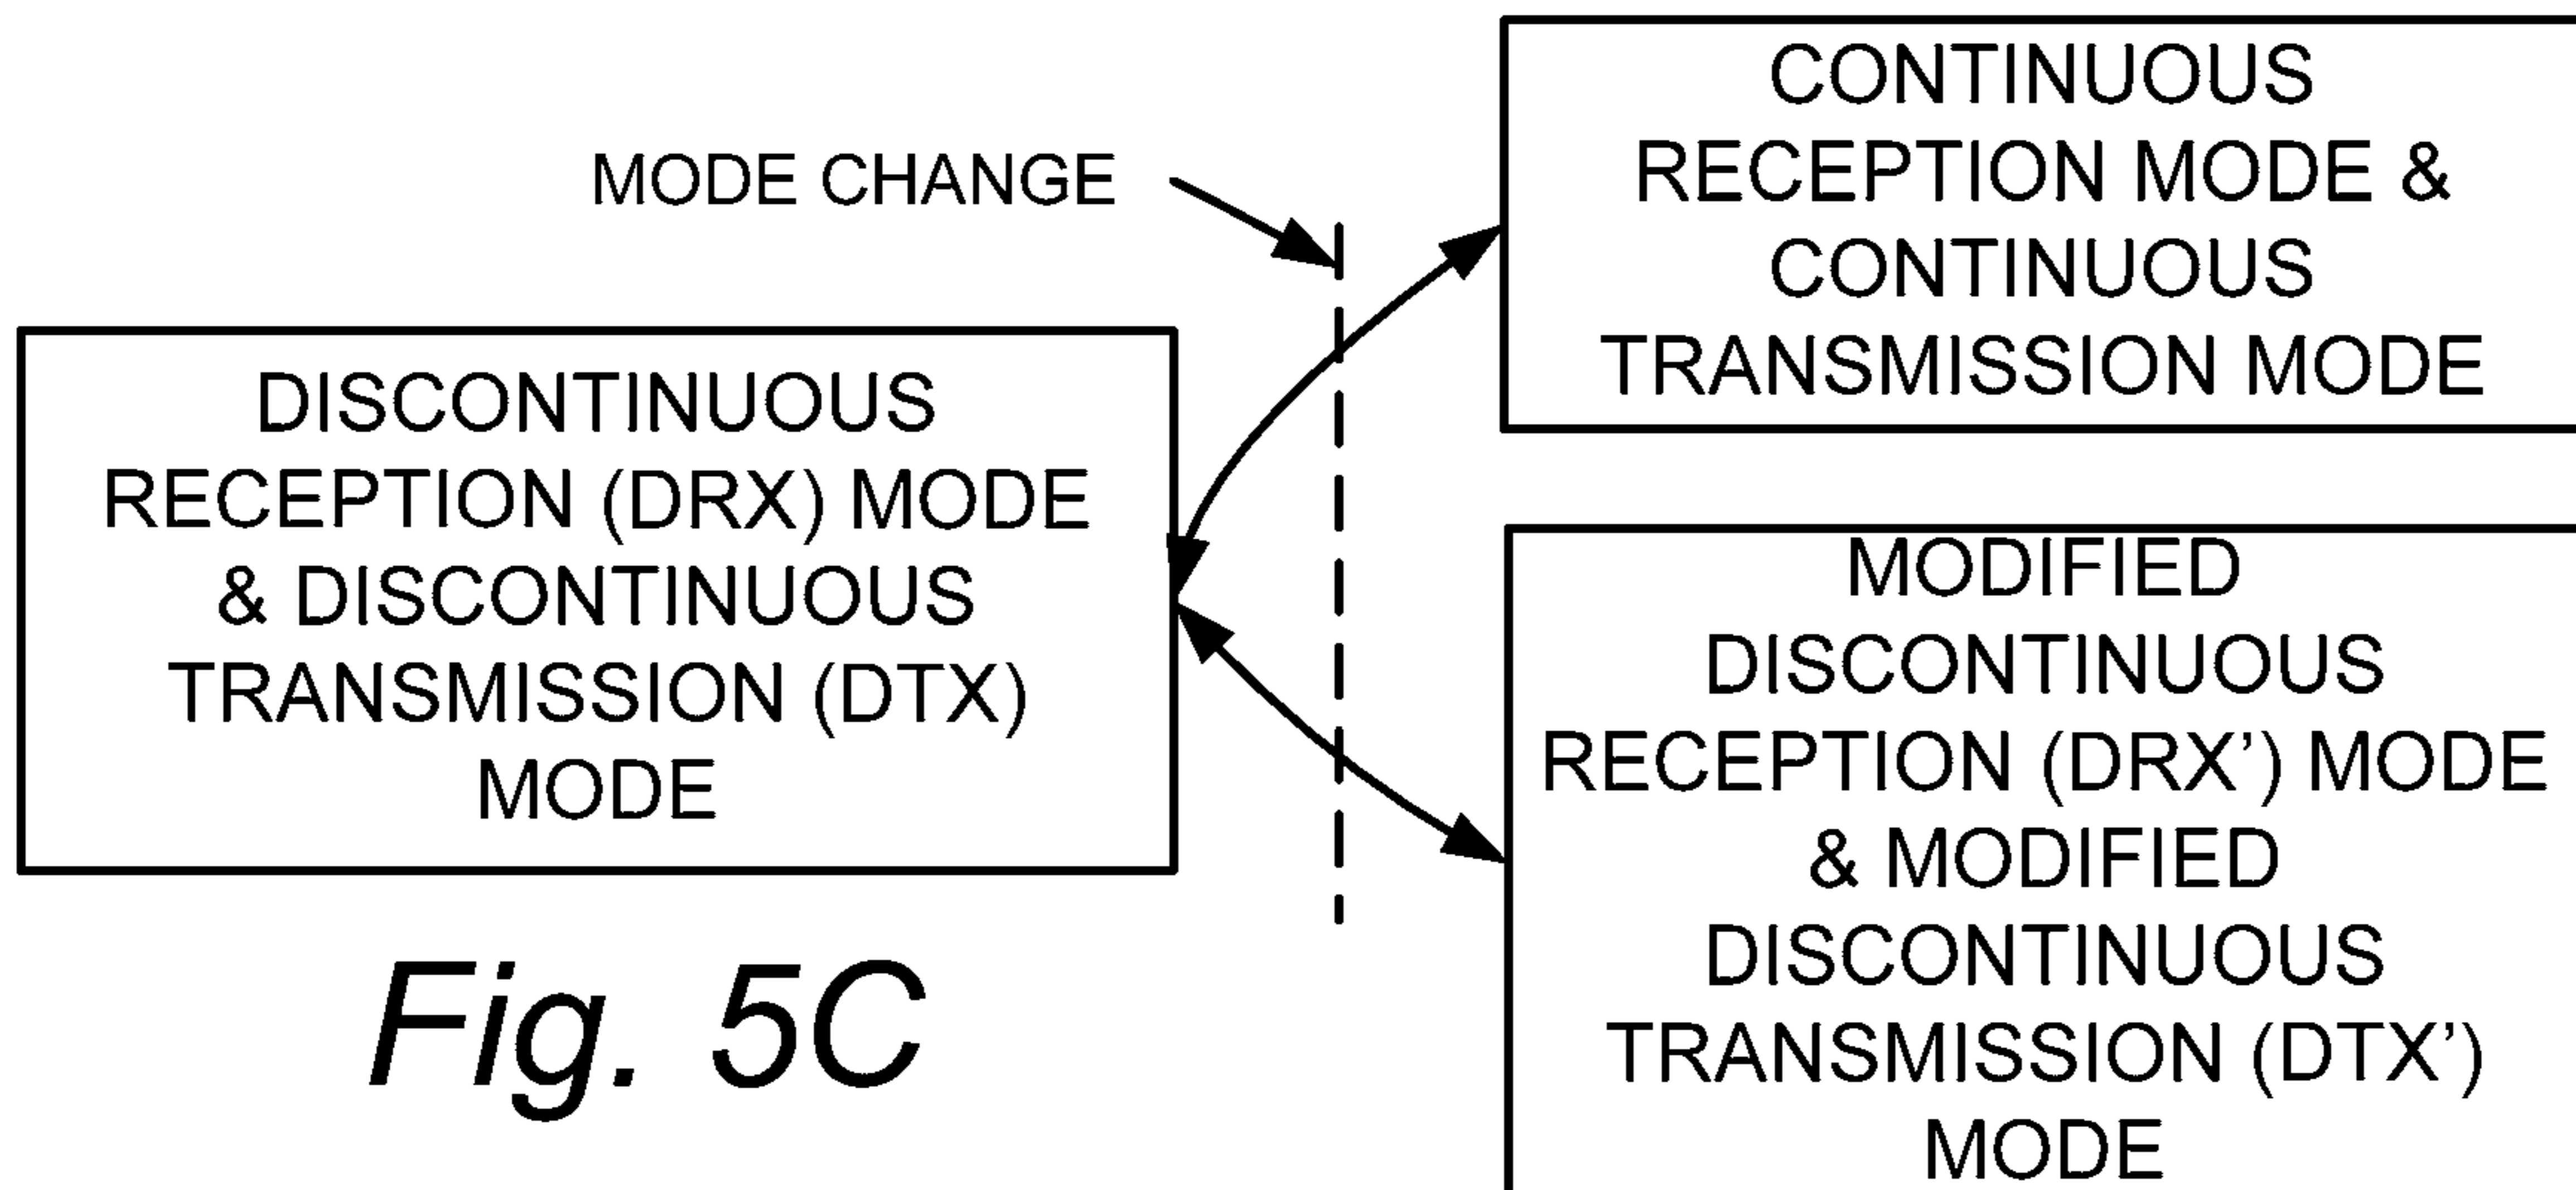 MODE CHANGE
DISCONTINUOUS
RECEPTION (DRX) MODE
& DISCONTINUOUS
TRANSMISSION (DTX)
MODE
CONTINUOUS
RECEPTION MODE &
CONTINUOUS
TRANSMISSION MODE
MODIFIED
DISCONTINUOUS
RECEPTION (DRX’) MODE
& MODIFIED
DISCONTINUOUS
TRANSMISSION (DTX’)
MODE
Fig. 5C